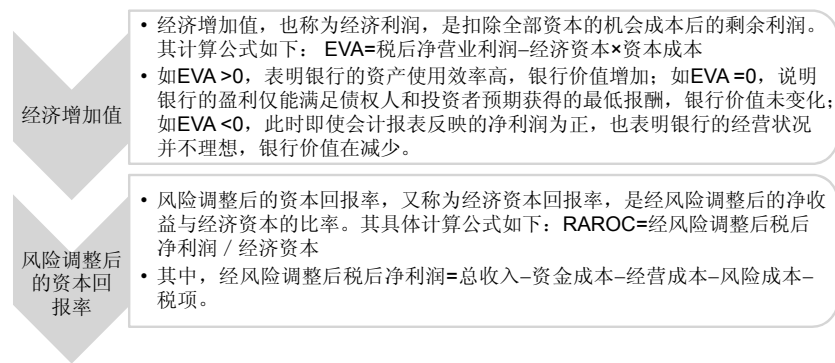 经济增加值
• 经济增加值，也称为经济利润，是扣除全部资本的机会成本后的剩余利润。
其计算公式如下： EVA=税后净营业利润–经济资本×资本成本
• 如EVA >0，表明银行的资产使用效率高，银行价值增加；如EVA =0，说明
银行的盈利仅能满足债权人和投资者预期获得的最低报酬，银行价值未变化；
如EVA <0，此时即使会计报表反映的净利润为正，也表明银行的经营状况
并不理想，银行价值在减少。
风险调整后
的资本回
报率
• 风险调整后的资本回报率，又称为经济资本回报率，是经风险调整后的净收
益与经济资本的比率。其具体计算公式如下：RAROC=经风险调整后税后
净利润 / 经济资本
• 其中，经风险调整后税后净利润=总收入–资金成本–经营成本–风险成本–
税项。